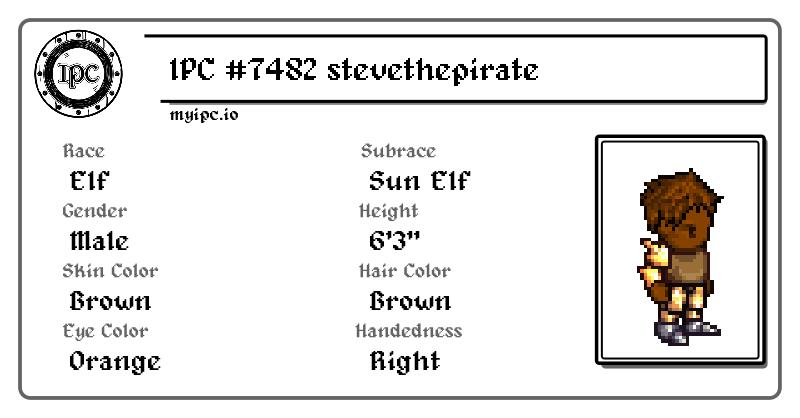 IPC
IPC #7482 stevethepirate
myipc.io
Race
Elf
Subrace
Sun Elf
Gender
Male
Height
6'3"
Skin Color
Brown
Hair Color
Brown
Eye Color
Orange
Handedness
Right